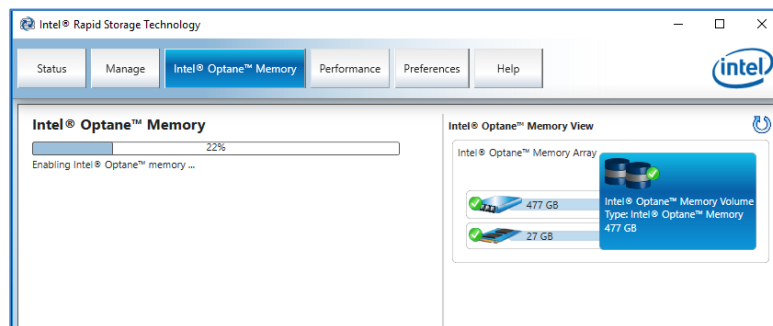 Intel® Rapid Storage Technology
Status
Manage
Intel® Optane™ Memory
Performance
Preferences
Help
intel
Intel® Optane™ Memory
22%
Enabling Intel® Optane™ memory ...
Intel® Optane™ Memory View
Intel® Optane™ Memory Array
477 GB
27 GB
Intel® Optane™ Memory Volume
Type: Intel® Optane™ Memory
477 GB